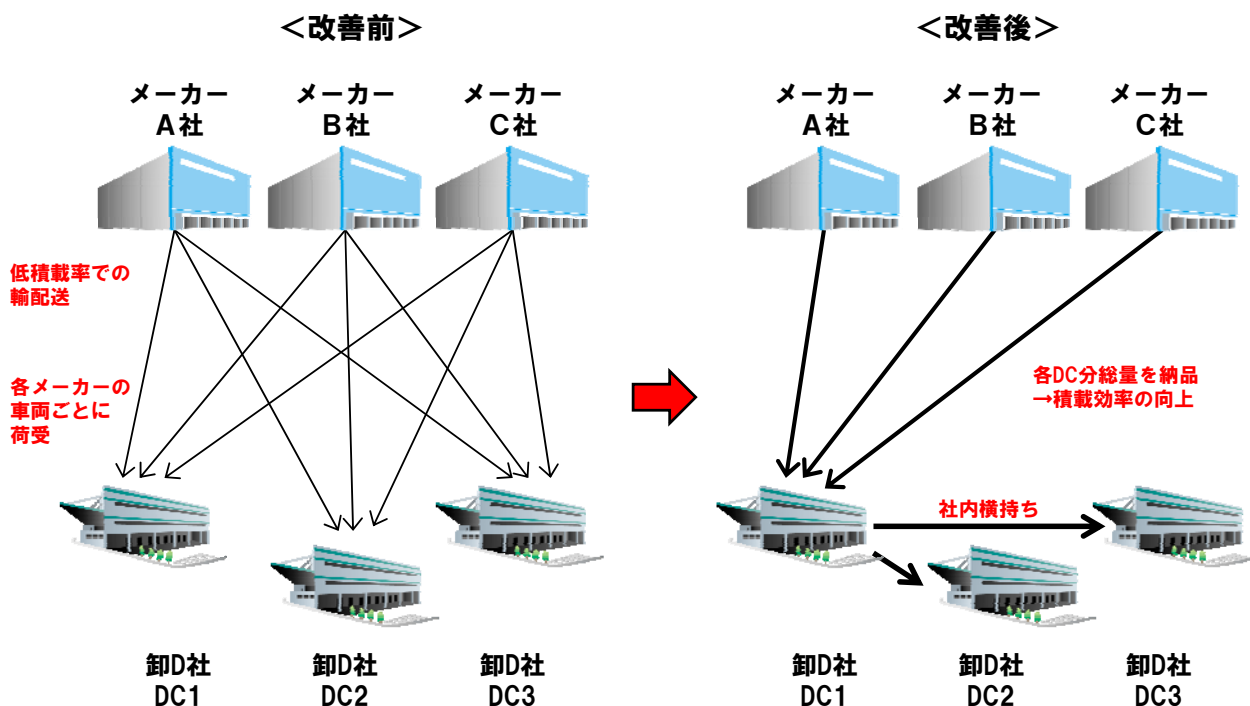 <改善前>
メーカー
A社
メーカー
B社
メーカー
C社
低積載率での
輸配送
各メーカーの
車両ごとに
荷受
卸D社
DC1
卸D社
DC2
卸D社
DC3
<改善後>
メーカー
A社
メーカー
B社
メーカー
C社
各DC分総量を納品
→積載効率の向上
社内横持ち
卸D社
DC1
卸D社
DC2
卸D社
DC3